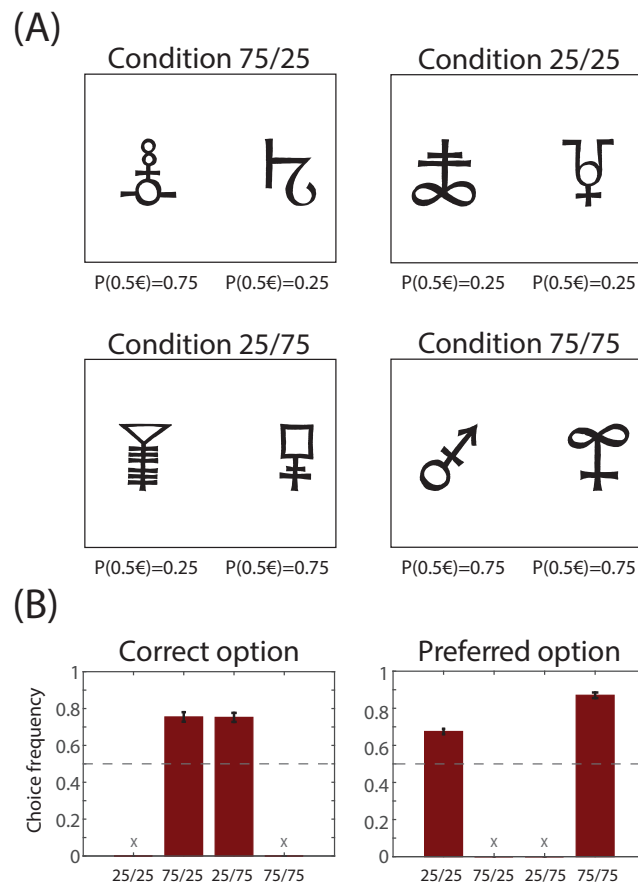 (A)
Condition 75/25
Condition 25/25
P(0.5€)=0.75 P(0.5€)=0.25
P(0.5€)=0.25 P(0.5€)=0.25
Condition 25/75
Condition 75/75
P(0.5€)=0.25 P(0.5€)=0.75
P(0.5€)=0.75 P(0.5€)=0.75
(B)
Correct option
Choice frequency
1
0.8
0.6
0.4
0.2
0
x x
25/25 75/25 25/75 75/75
Preferred option
1
0.8
0.6
0.4
0.2
0
x x
25/25 75/25 25/75 75/75